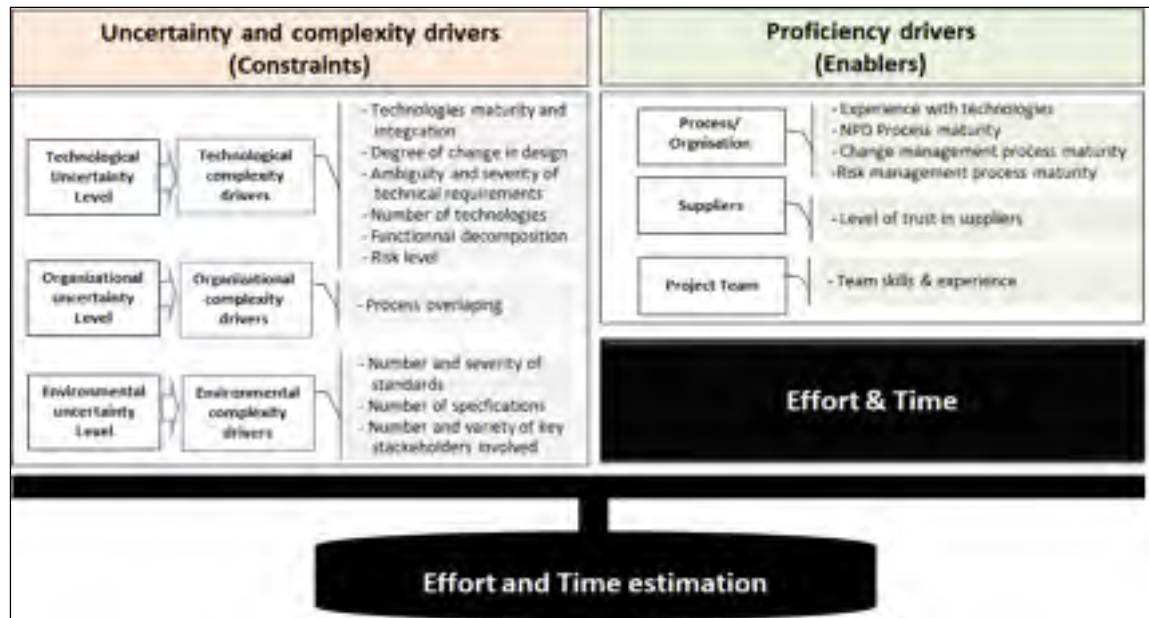 Uncertainty and complexity drivers
(Constraints)
Technological
Uncertainty
Level
Technological
complexity
drivers
- Technologies maturity and
integration
- Degree of change in design
- Ambiguity and severity of
technical requirements
- Number of technologies
- Functionnal decomposition
- Risk level
Organizational
uncertainty
Level
Organizational
complexity
drivers
- Process overlaping
Environmental
uncertainty
Level
Environmental
complexity
drivers
- Number and severity of
standards
- Number of specfications
- Number and variety of key
stackeholders involved
Proficiency drivers
(Enablers)
Process/
Orgnisation
- Experience with technologies
- NPD Process maturity
- Change management process maturity
-Risk management process maturity
Suppliers
- Level of trust in suppliers
Project Team
- Team skills & experience
Effort & Time
Effort and Time estimation